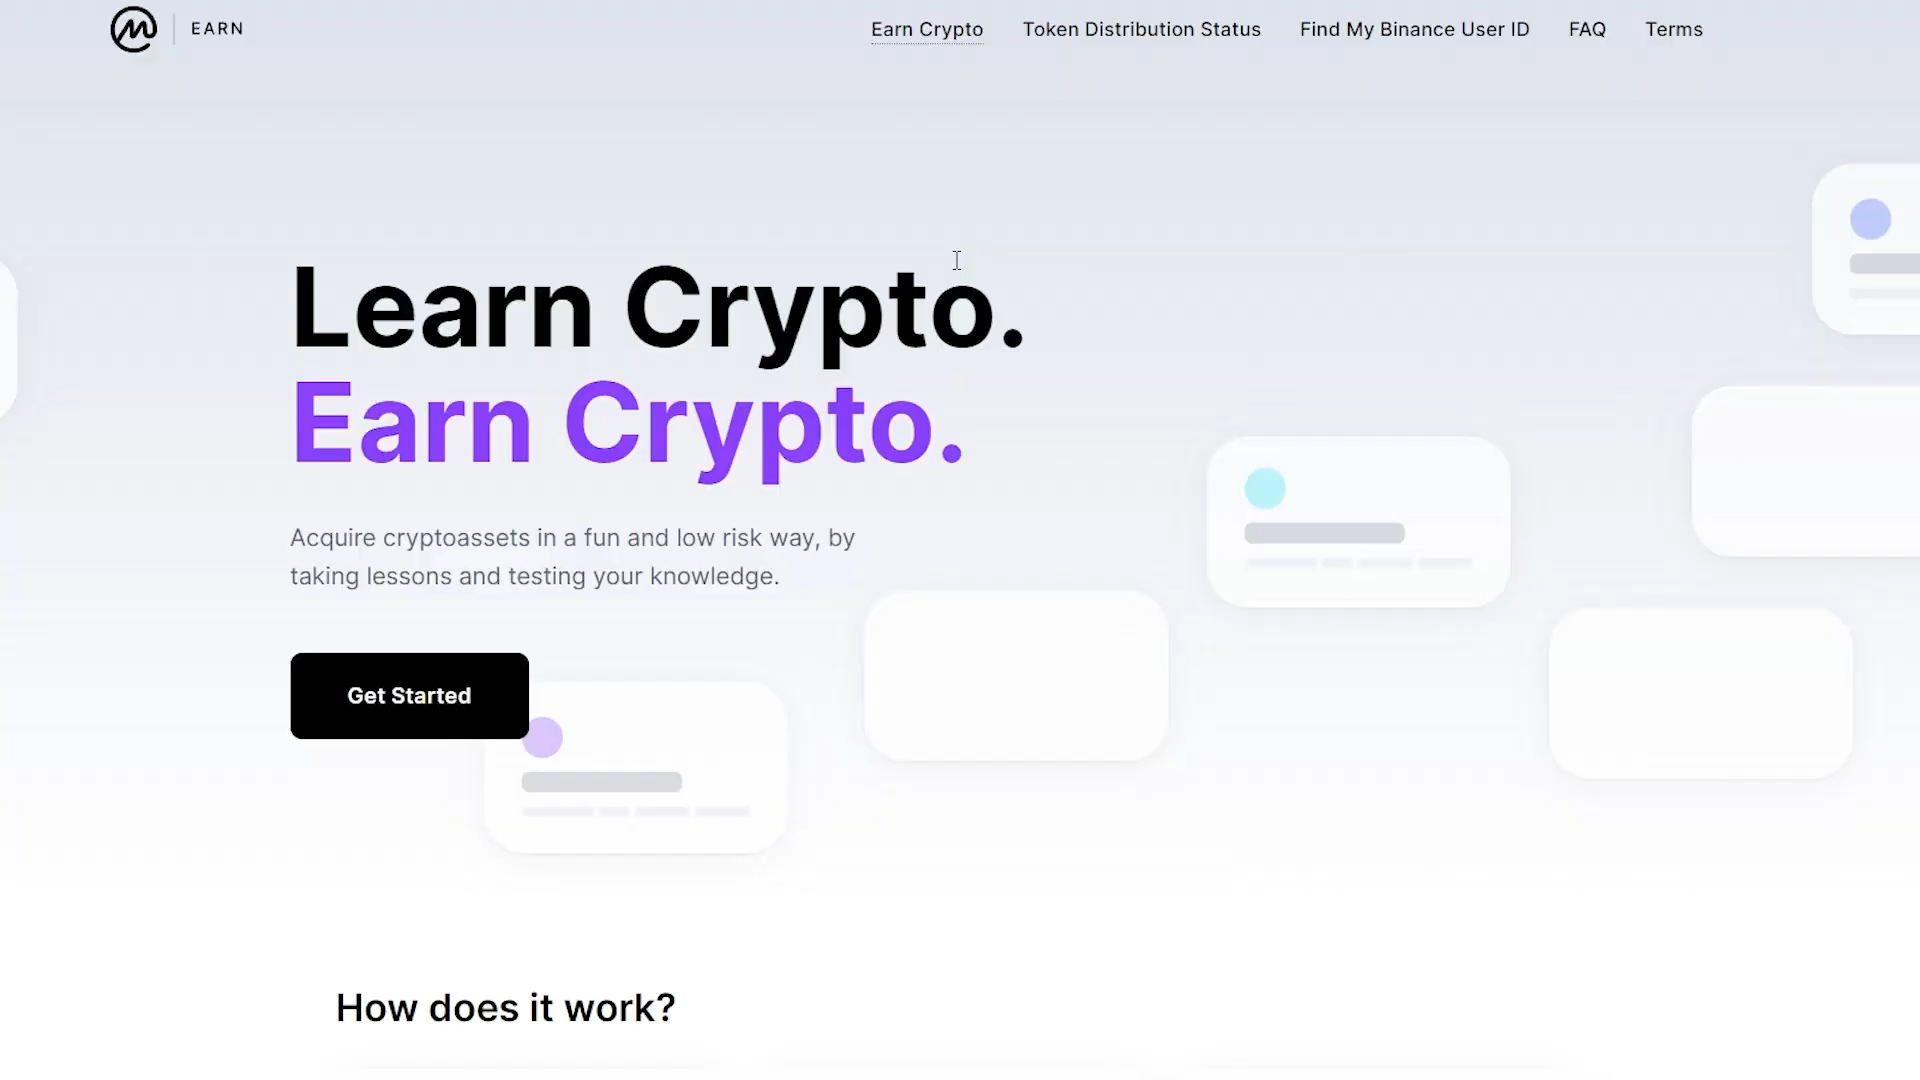 EARN
Earn Crypto
Token Distribution Status
Find My Binance User ID
FAQ
Terms
Learn Crypto.
Earn Crypto.
Acquire cryptoassets in a fun and low risk way, by
taking lessons and testing your knowledge.
Get Started
How does it work?